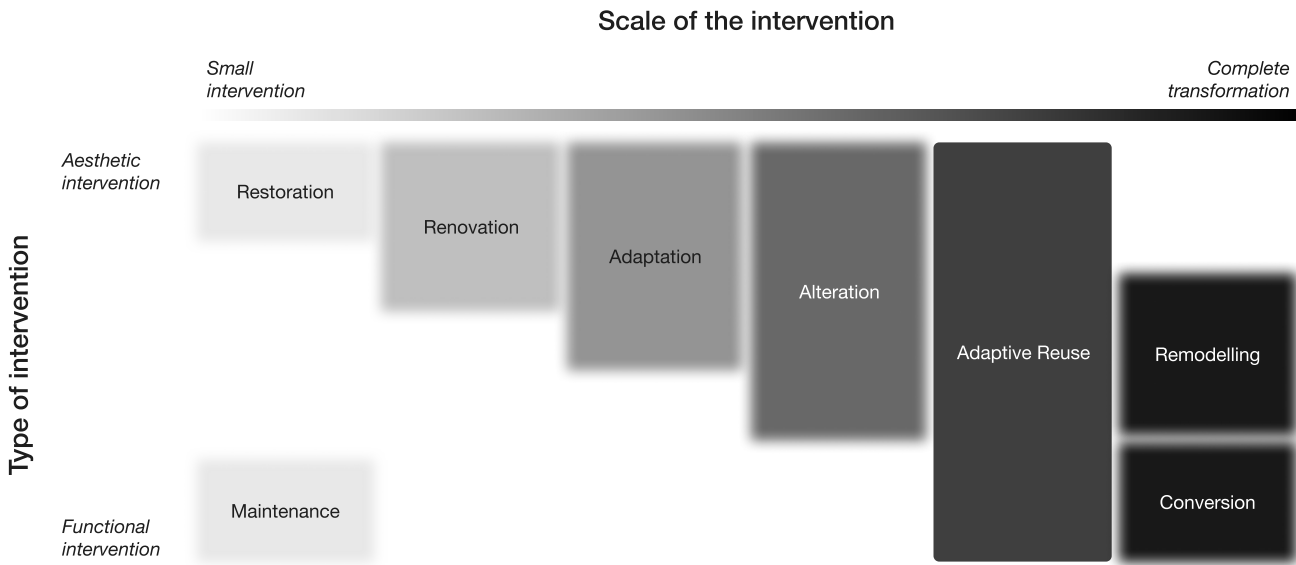 Scale of the intervention
Small
intervention
Complete
transformation
Type of intervention
Aesthetic
intervention
Functional
intervention
Restoration
Renovation
Adaptation
Alteration
Adaptive Reuse
Remodelling
Maintenance
Conversion